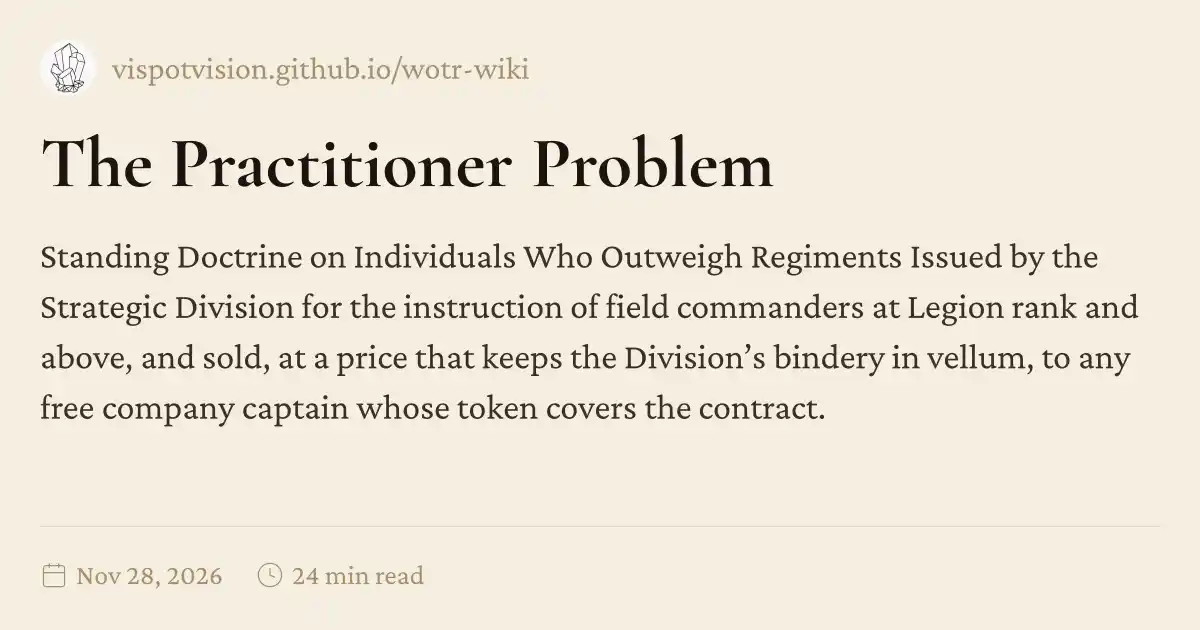 vispotvision.github.io/wotr-wiki
The Practitioner Problem
Standing Doctrine on Individuals Who Outweigh Regiments Issued by the
Strategic Division for the instruction of field commanders at Legion rank and
above, and sold, at a price that keeps the Division’s bindery in vellum, to any
free company captain whose token covers the contract.
Nov 28, 2026 24 min read